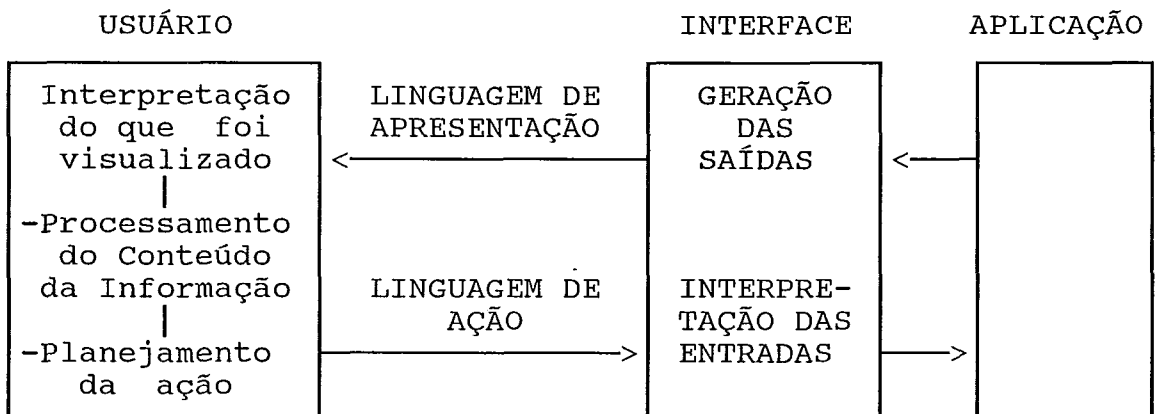 USUÁRIO
INTERFACE
APLICAÇÃO
Interpretação
do que foi
visualizado
-Processamento
do Conteúdo
da Informação
-Planejamento
da ação
LINGUAGEM DE
APRESENTAÇÃO
LINGUAGEM DE
AÇÃO
GERAÇÃO
DAS
SAÍDAS
INTERPRE-
TAÇÃO DAS
ENTRADAS